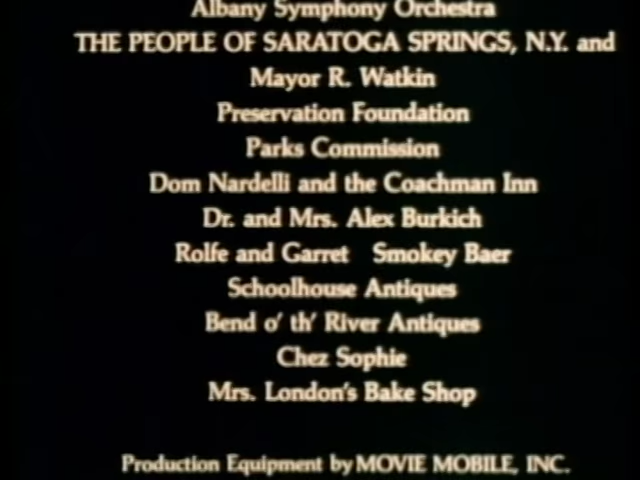 Albany Symphony Orchestra
THE PEOPLE OF SARATOGA SPRINGS, N.Y. and
Mayor R. Watkin
Preservation Foundation
Parks Commission
Dom Nardelli and the Coachman Inn
Dr. and Mrs. Alex Burkich
Rolfe and Garret Smokey Baer
Schoolhouse Antiques
Bend o' th' River Antiques
Chez Sophie
Mrs. London's Bake Shop
Production Equipment by MOVIE MOBILE, INC.